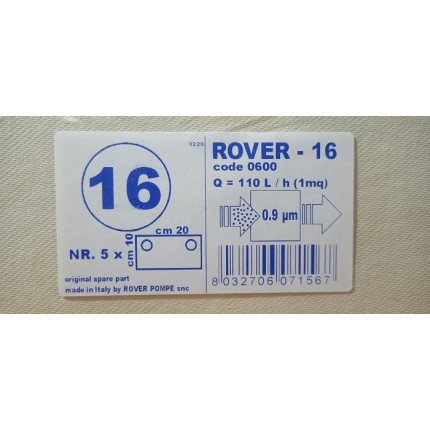 16
0220
NR. 5 x
cm 10
cm 20
original spare part
made in Italy by ROVER POMPE snc
ROVER - 16
code 0600
Q = 110 L / h (1mq)
0.9 µm
8 032706 071567